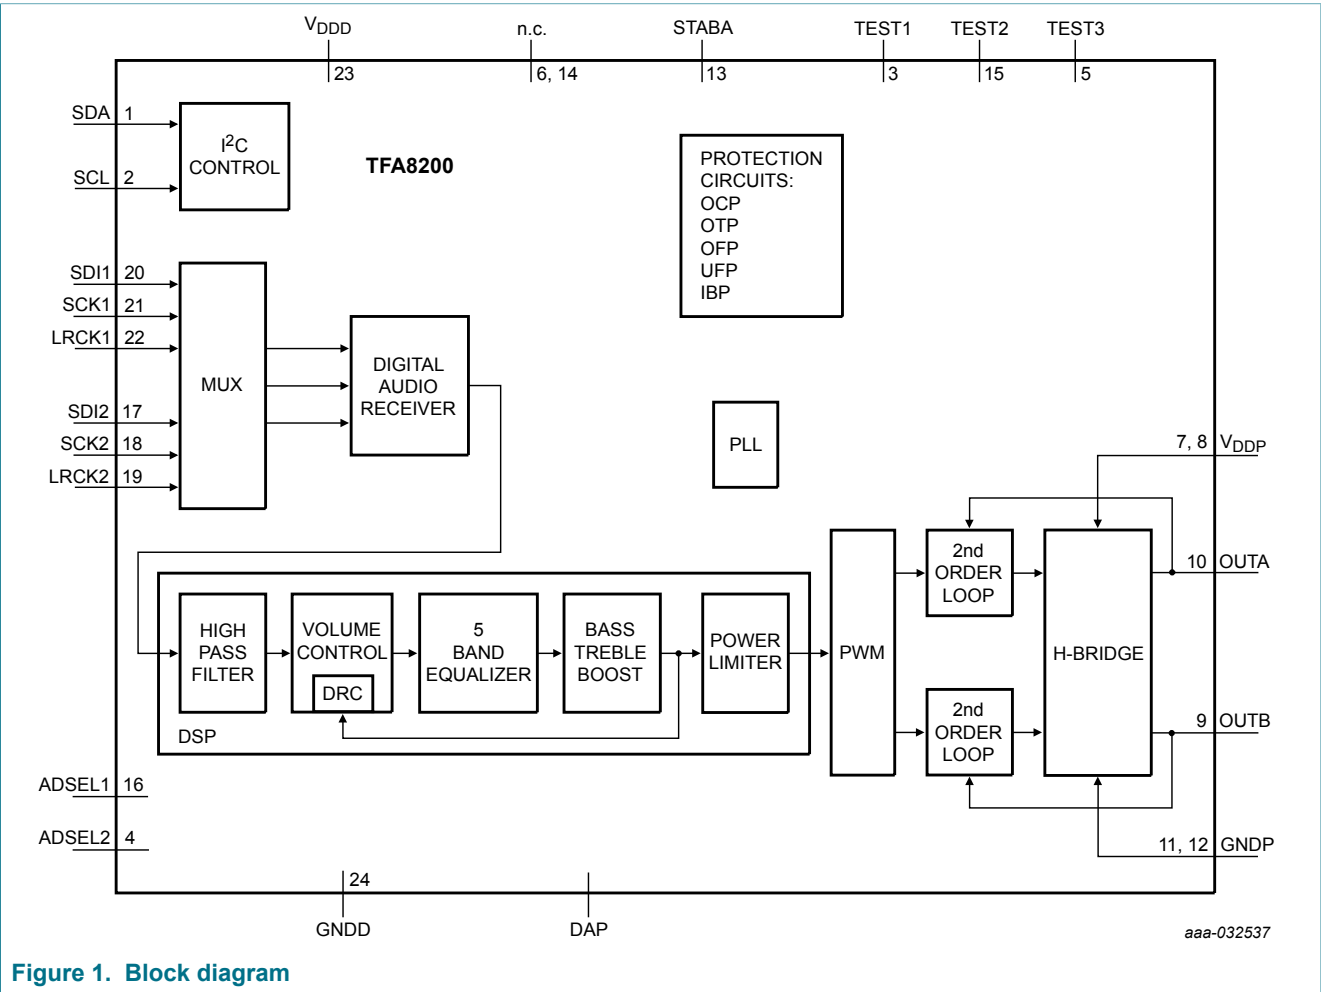 VDDD
n.c.
STABA
TEST1
TEST2
TEST3
23
6, 14
13
3
15
5
SDA 1
SCL 2
I2C
CONTROL
TFA8200
PROTECTION
CIRCUITS:
OCP
OTP
OFP
UFP
IBP
SDI1 20
SCK1 21
LRCK1 22
SDI2 17
SCK2 18
LRCK2 19
MUX
DIGITAL
AUDIO
RECEIVER
PLL
7, 8 VDDP
10 OUTA
9 OUTB
11, 12 GNDP
HIGH
PASS
FILTER
VOLUME
CONTROL
DRC
5
BAND
EQUALIZER
BASS
TREBLE
BOOST
POWER
LIMITER
DSP
PWM
2nd
ORDER
LOOP
2nd
ORDER
LOOP
H-BRIDGE
ADSEL1 16
ADSEL2 4
24
GNDD
DAP
aaa-032537
Figure 1. Block diagram